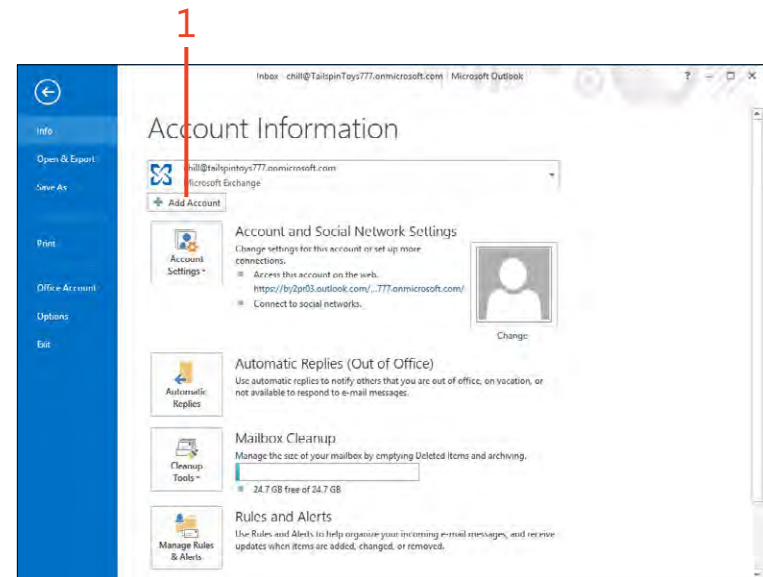 1
Inbox - chill@TailspinToys777.onmicrosoft.com - Microsoft Outlook
?
Info
Open & Export
Save As
Print
Office Account
Options
Exit
Account Information
chill@tailspintoys777.onmicrosoft.com
Microsoft Exchange
Add Account
Account Settings
Account and Social Network Settings
Change settings for this account or set up more
connections.
Access this account on the web.
https://by2pr03.outlook.com/...777.onmicrosoft.com/
Connect to social networks.
Change
Automatic
Replies
Automatic Replies (Out of Office)
Use automatic replies to notify others that you are out of office, on vacation, or
not available to respond to e-mail messages.
Cleanup
Tools
Mailbox Cleanup
Manage the size of your mailbox by emptying Deleted Items and archiving.
24.7 GB free of 24.7 GB
Manage Rules
& Alerts
Rules and Alerts
Use Rules and Alerts to help organize your incoming e-mail messages, and receive
updates when items are added, changed, or removed.